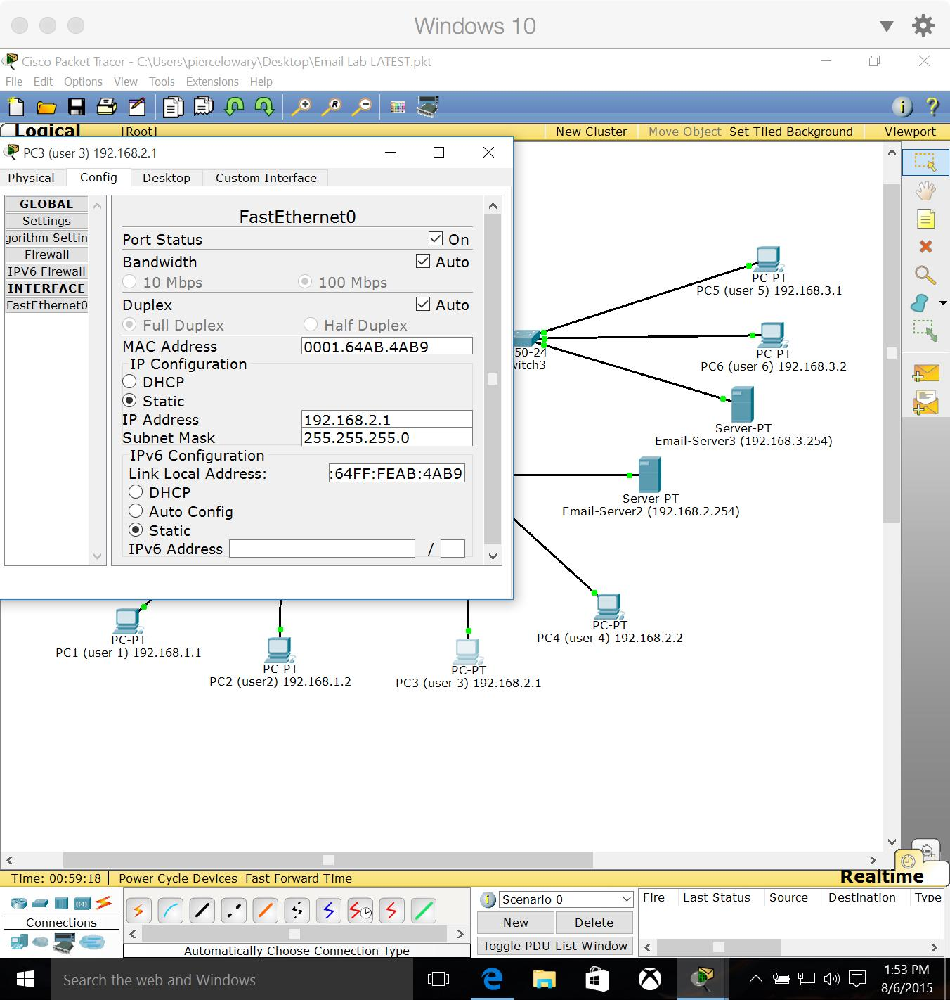 Windows 10
Cisco Packet Tracer - C:\Users\piercelowary\Desktop\Email Lab LATEST.pkt
File Edit Options View Tools Extensions Help
Logical [Root] New Cluster Move Object Set Tiled Background Viewport
PC3 (user 3) 192.168.2.1
Physical Config Desktop Custom Interface
GLOBAL
Settings
gorithm Settin
Firewall
IPV6 Firewall
INTERFACE
FastEthernet0
FastEthernet0
Port Status On
Bandwidth Auto
10 Mbps 100 Mbps
Duplex Auto
Full Duplex Half Duplex
MAC Address 0001.64AB.4AB9
IP Configuration
DHCP
Static
IP Address 192.168.2.1
Subnet Mask 255.255.255.0
IPv6 Configuration
Link Local Address: :64FF:FEAB:4AB9
DHCP
Auto Config
Static
IPv6 Address /
PC-PT
PC5 (user 5) 192.168.3.1
50-24
witch3
PC-PT
PC6 (user 6) 192.168.3.2
Server-PT
Email-Server3 (192.168.3.254)
Server-PT
Email-Server2 (192.168.2.254)
PC-PT
PC4 (user 4) 192.168.2.2
PC-PT
PC1 (user 1) 192.168.1.1
PC-PT
PC2 (user2) 192.168.1.2
PC-PT
PC3 (user 3) 192.168.2.1
Time: 00:59:18 Power Cycle Devices Fast Forward Time Realtime
Connections
Automatically Choose Connection Type
Scenario 0
New Delete
Toggle PDU List Window
Fire Last Status Source Destination Type
Search the web and Windows
1:53 PM
8/6/2015